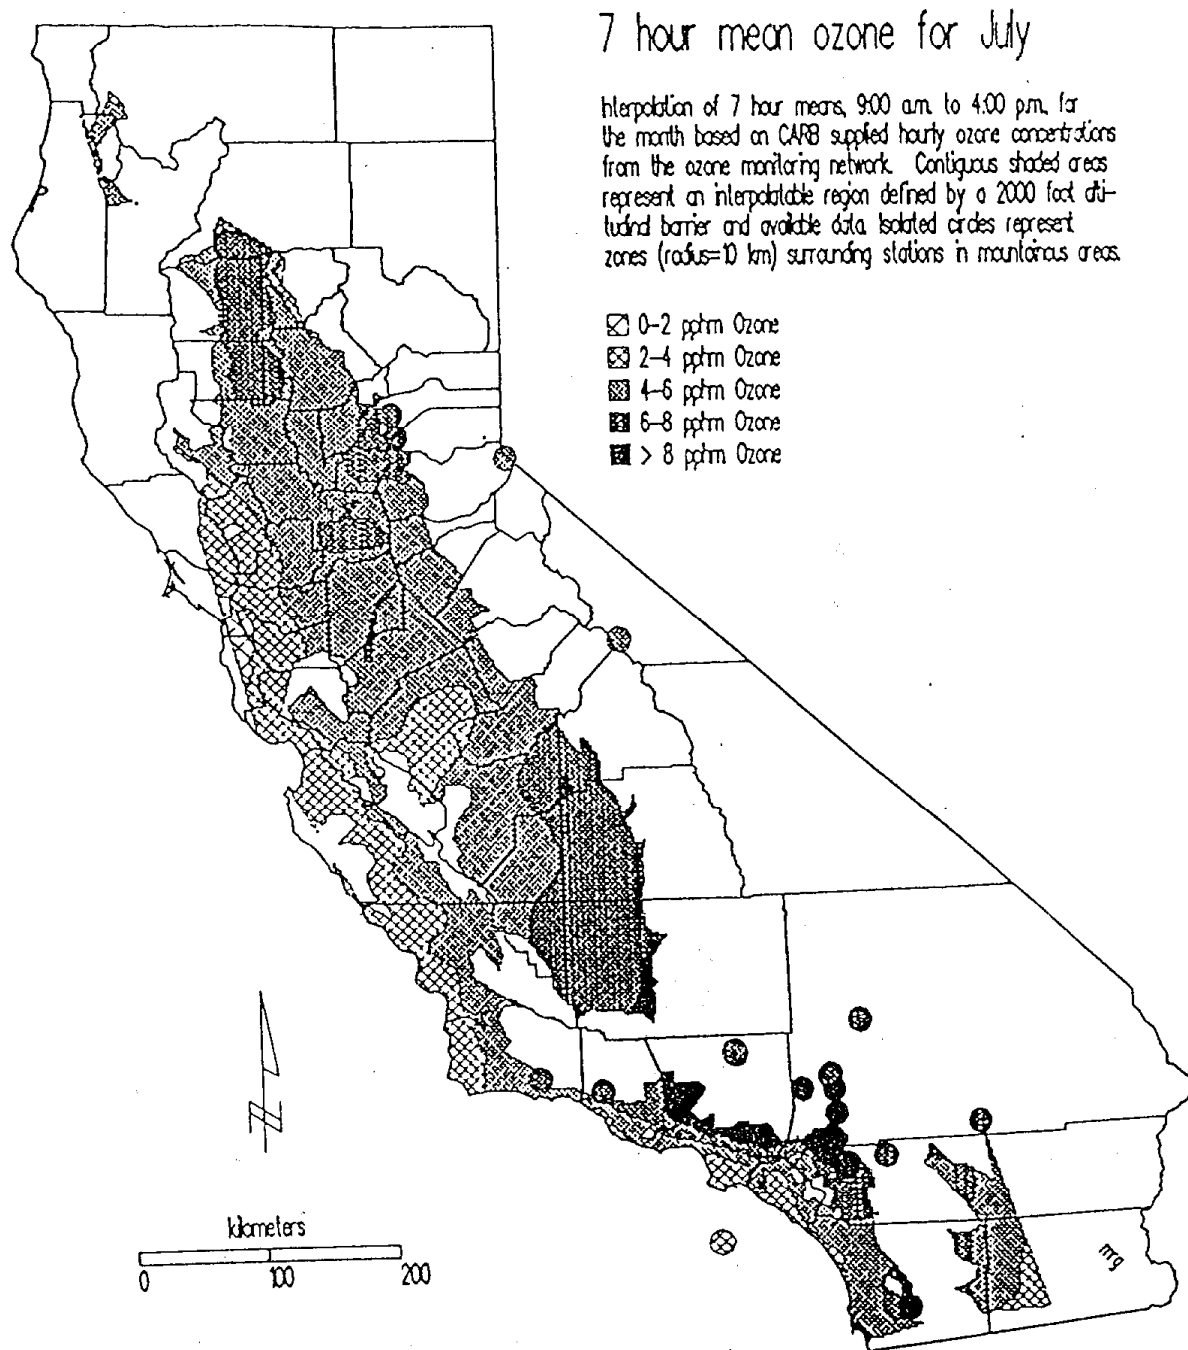 7 hour mean ozone for July
Interpolation of 7 hour means, 9:00 a.m. to 4:00 p.m. for
the month based on CARB supplied hourly ozone concentrations
from the ozone monitoring network. Contiguous shaded areas
represent an interpolatable region defined by a 2000 foot alti-
tudinal barrier and available data. Isolated circles represent
zones (radius=10 km) surrounding stations in mountainous areas.
0-2 pphm Ozone
2-4 pphm Ozone
4-6 pphm Ozone
6-8 pphm Ozone
> 8 pphm Ozone
N
kilometers
0 100 200
mrg